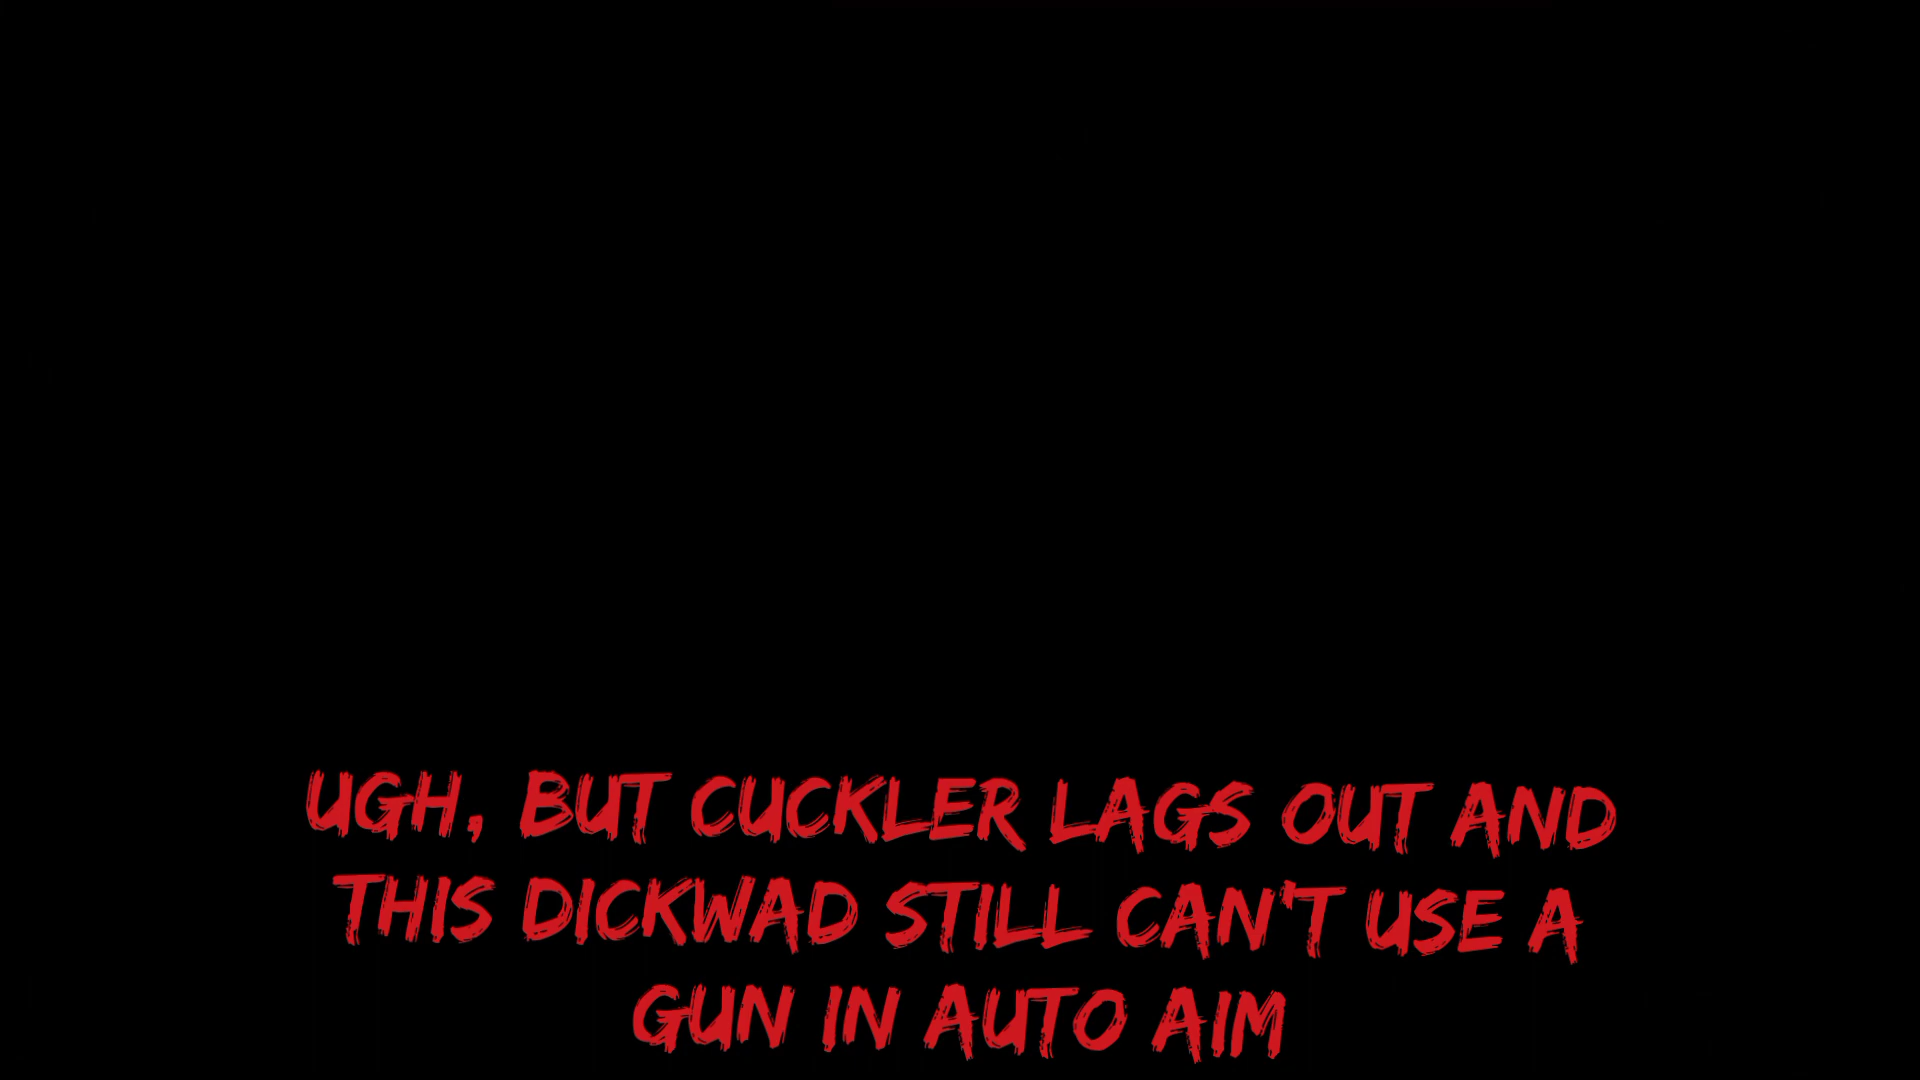 UGH, BUT CUCKLER LAGS OUT AND
THIS DICKWAD STILL CAN'T USE A
GUN IN AUTO AIM